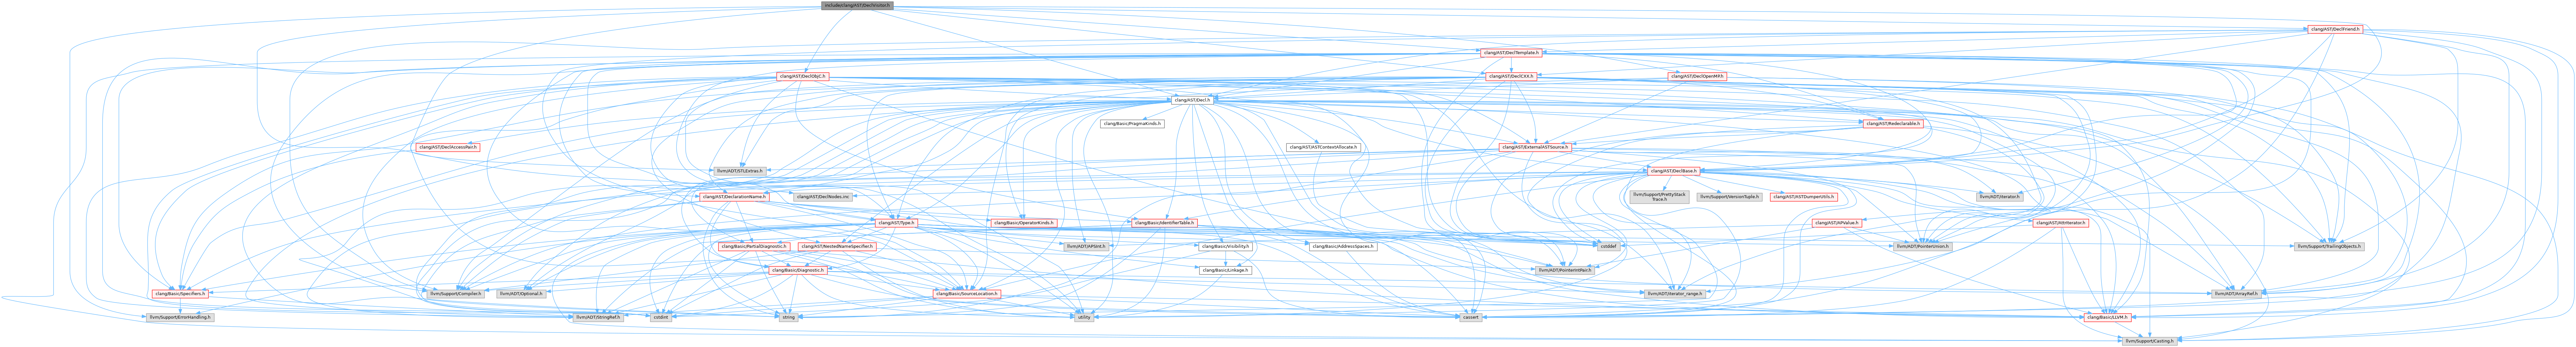 include/clang/AST/DeclVisitor.h
clang/AST/DeclFriend.h
clang/AST/DeclTemplate.h
clang/AST/DeclObjC.h
clang/AST/DeclCXX.h
clang/AST/DeclOpenMP.h
clang/AST/Decl.h
clang/Basic/PragmaKinds.h
clang/AST/Redeclarable.h
clang/AST/DeclAccessPair.h
clang/AST/ASTContextAllocate.h
clang/AST/ExternalASTSource.h
llvm/ADT/STLExtras.h
clang/AST/DeclBase.h
clang/AST/DeclarationName.h
clang/AST/DeclNodes.inc
llvm/Support/PrettyStack
Trace.h
llvm/Support/VersionTuple.h
clang/AST/ASTDumperUtils.h
llvm/ADT/iterator.h
clang/AST/Type.h
clang/Basic/OperatorKinds.h
clang/Basic/IdentifierTable.h
clang/AST/APValue.h
clang/AST/AttrIterator.h
clang/Basic/PartialDiagnostic.h
clang/AST/NestedNameSpecifier.h
llvm/ADT/APSInt.h
clang/Basic/Visibility.h
clang/Basic/AddressSpaces.h
cstddef
llvm/ADT/PointerUnion.h
llvm/Support/TrailingObjects.h
clang/Basic/Diagnostic.h
clang/Basic/Linkage.h
llvm/ADT/PointerIntPair.h
clang/Basic/Specifiers.h
llvm/Support/Compiler.h
llvm/ADT/Optional.h
clang/Basic/SourceLocation.h
llvm/ADT/iterator_range.h
llvm/ADT/ArrayRef.h
llvm/Support/ErrorHandling.h
llvm/ADT/StringRef.h
cstdint
string
utility
cassert
clang/Basic/LLVM.h
llvm/Support/Casting.h